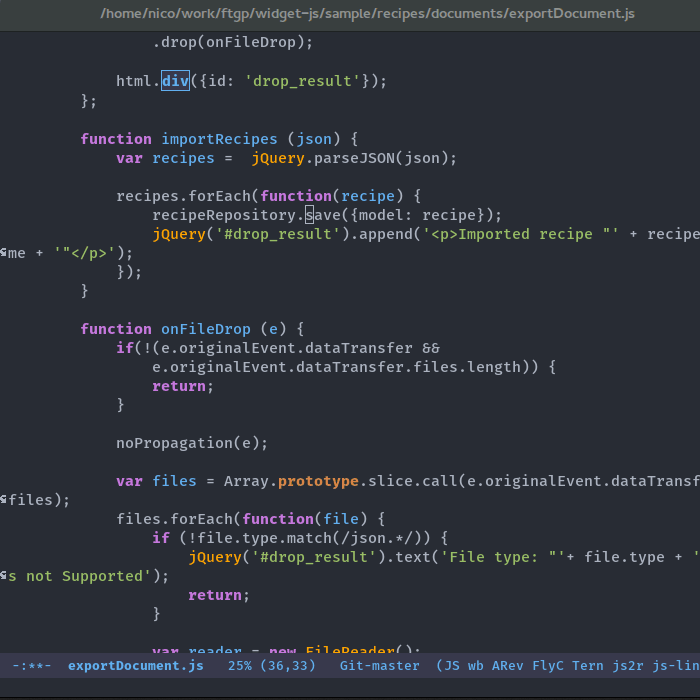 /home/nico/work/ftgp/widget-js/sample/recipes/documents/exportDocument.js
.drop(onFileDrop);
html.div({id: 'drop_result'});
};
function importRecipes (json) {
var recipes =  jQuery.parseJSON(json);
recipes.forEach(function(recipe) {
recipeRepository.save({model: recipe});
jQuery('#drop_result').append('<p>Imported recipe "' + recipe
me + '"</p>');
});
}
function onFileDrop (e) {
if(!(e.originalEvent.dataTransfer &&
e.originalEvent.dataTransfer.files.length)) {
return;
}
noPropagation(e);
var files = Array.prototype.slice.call(e.originalEvent.dataTransf
files);
files.forEach(function(file) {
if (!file.type.match(/json.*/)) {
jQuery('#drop_result').text('File type: "'+ file.type + '
s not Supported');
return;
}
var reader = new FileReader();
-:**-  exportDocument.js   25% (36,33)   Git-master  (JS wb ARev FlyC Tern js2r js-lin